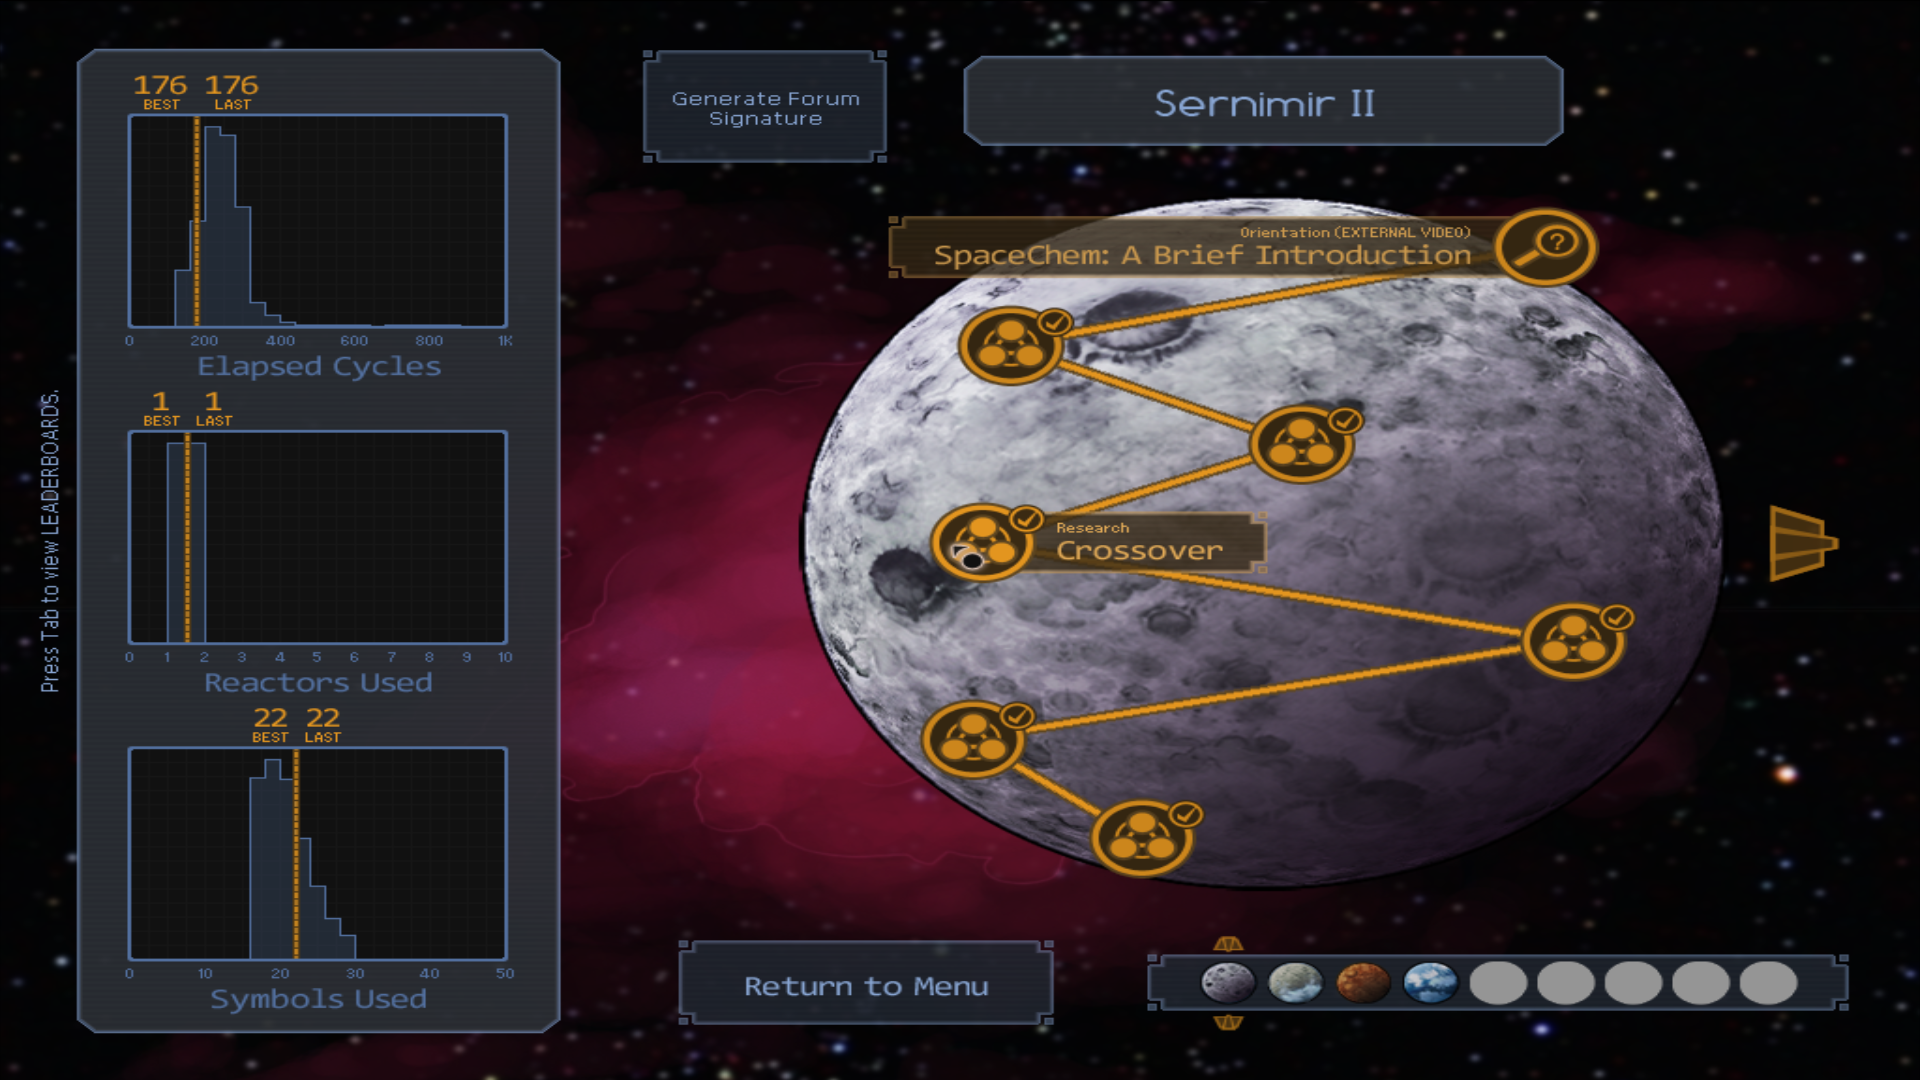 Press Tab to view LEADERBOARDS.
176 176
BEST LAST
0 200 400 600 800 1K
Elapsed Cycles
1 1
BEST LAST
0 1 2 3 4 5 6 7 8 9 10
Reactors Used
22 22
BEST LAST
0 10 20 30 40 50
Symbols Used
Generate Forum
Signature
Sernimir II
Orientation (EXTERNAL VIDEO)
SpaceChem: A Brief Introduction
?
Research
Crossover
Return to Menu